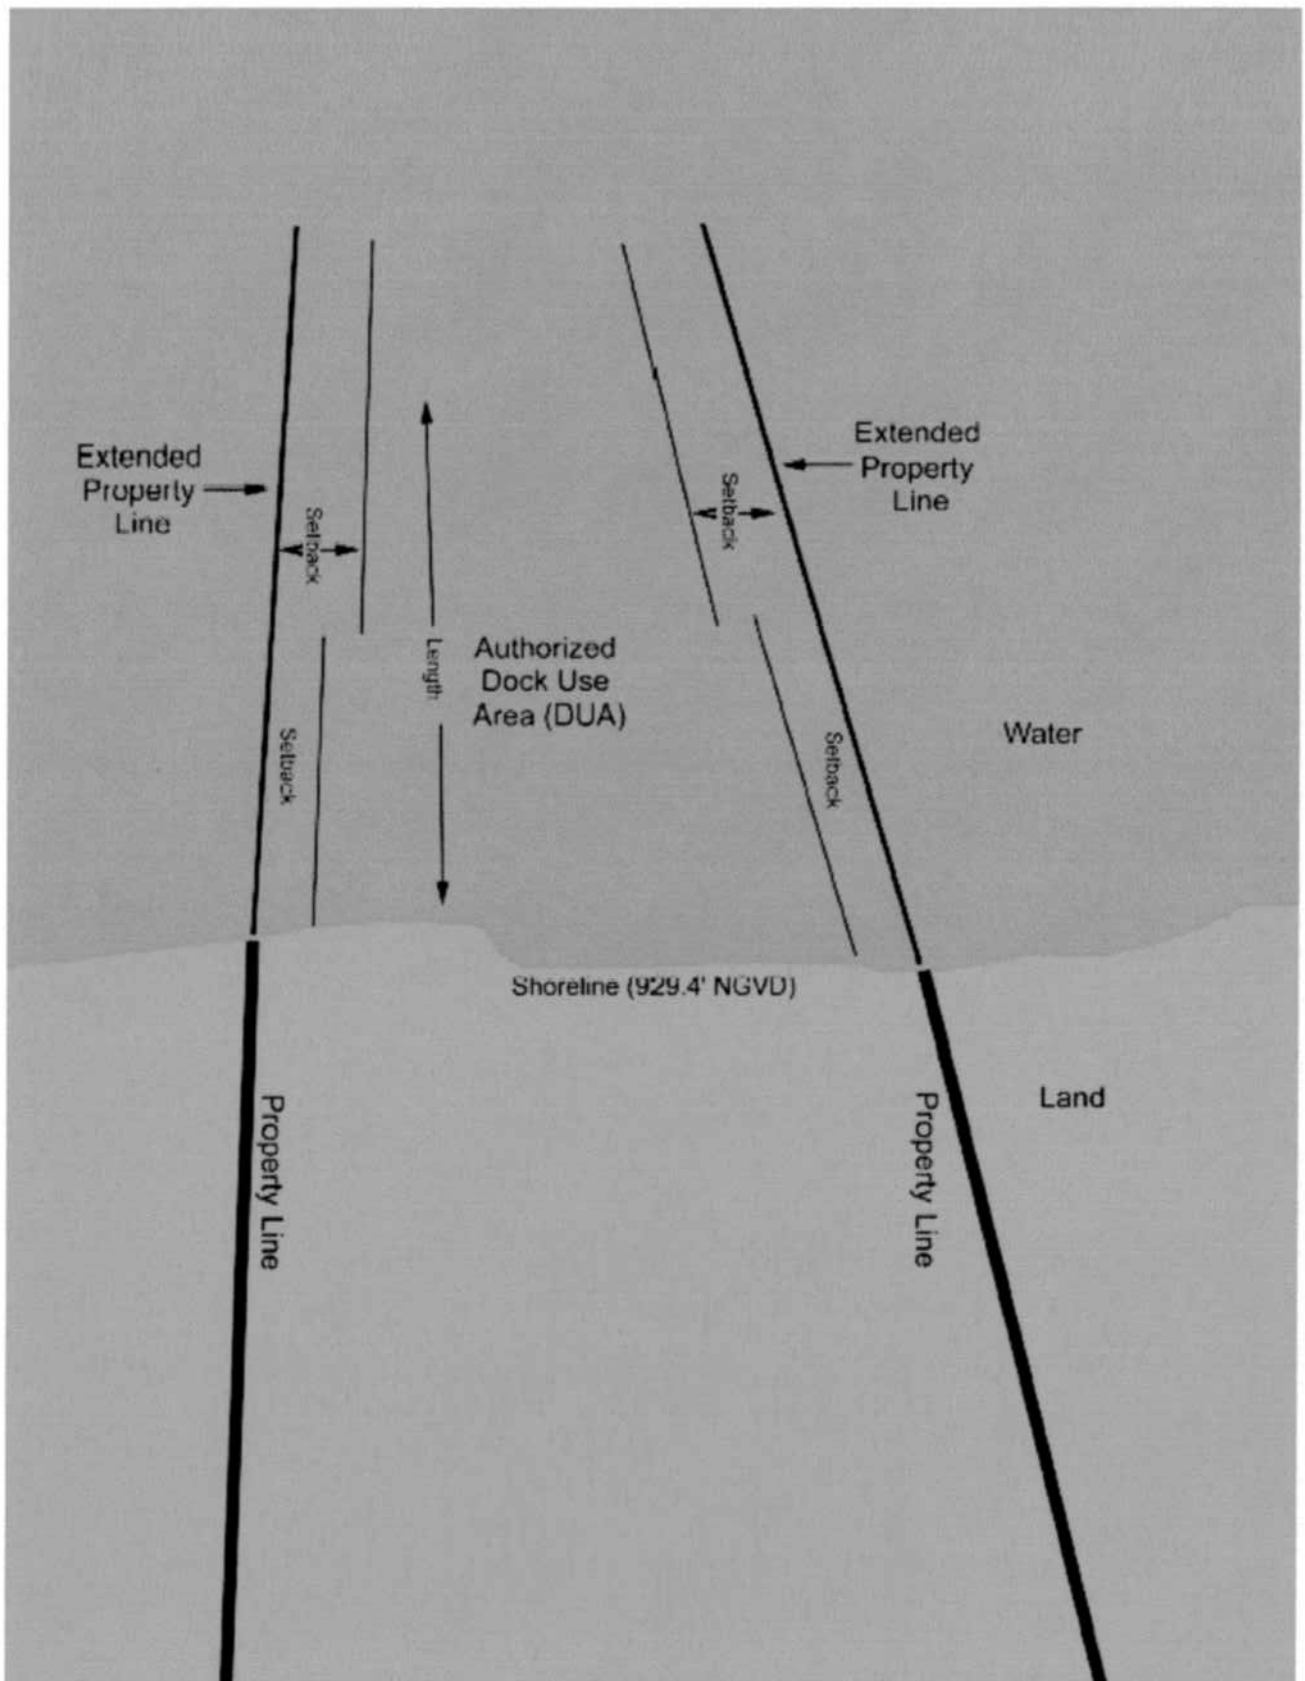 Extended
Property
Line
Extended
Property
Line
Setback
Setback
Length
Authorized
Dock Use
Area (DUA)
Setback
Setback
Water
Shoreline (929.4' NGVD)
Property Line
Property Line
Land